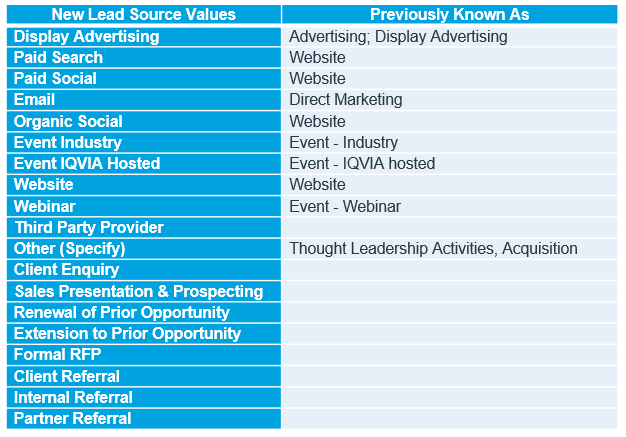 New Lead Source Values Previously Known As
Display Advertising Advertising; Display Advertising
Paid Search Website
Paid Social Website
Email Direct Marketing
Organic Social Website
Event Industry Event - Industry
Event IQVIA Hosted Event - IQVIA hosted
Website Website
Webinar Event - Webinar
Third Party Provider
Other (Specify) Thought Leadership Activities, Acquisition
Client Enquiry
Sales Presentation & Prospecting
Renewal of Prior Opportunity
Extension to Prior Opportunity
Formal RFP
Client Referral
Internal Referral
Partner Referral